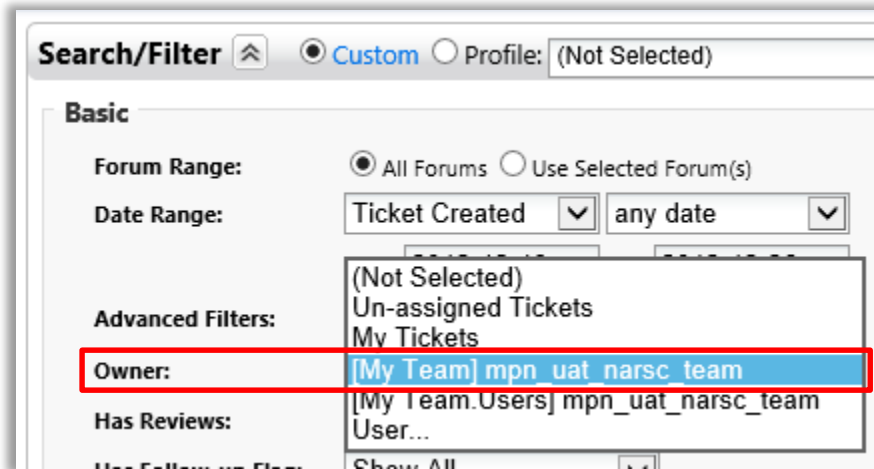 Search/Filter Custom Profile: (Not Selected)
Basic
Forum Range: All Forums Use Selected Forum(s)
Date Range: Ticket Created any date
(Not Selected)
Un-assigned Tickets
Advanced Filters:
My Tickets
Owner: [My Team] mpn_uat_narsc_team
[My Team.Users] mpn_uat_narsc_team
Has Reviews:
User...
Show All